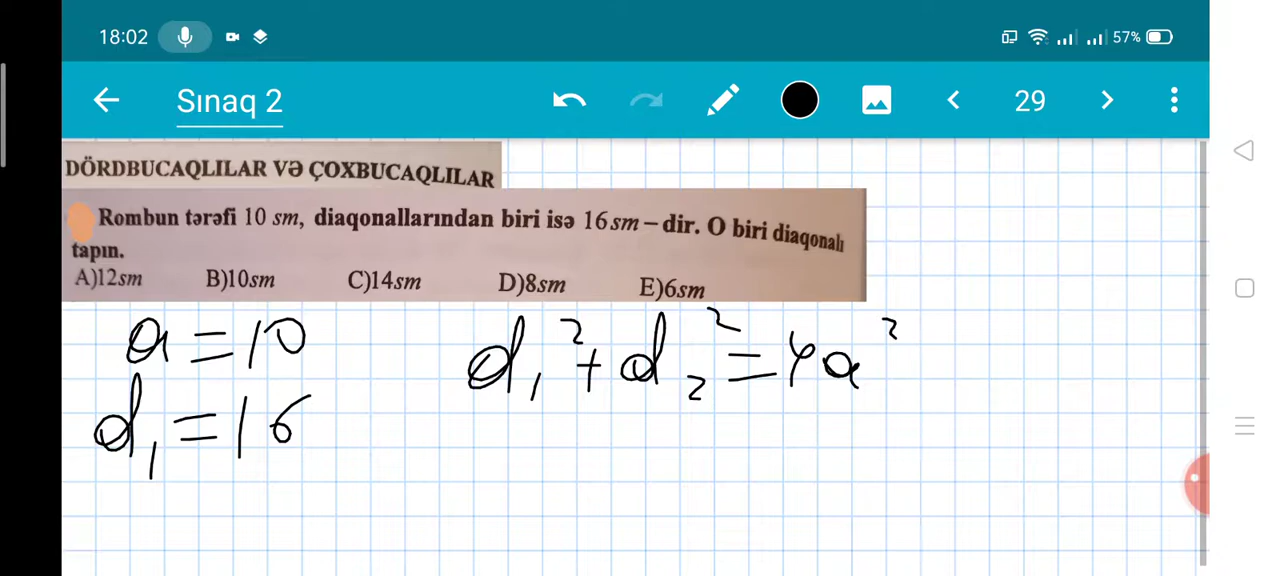 18:02
57%
Sınaq 2
29
DÖRDBUCAQLILAR VƏ ÇOXBUCAQLILAR
Rombun tərəfi 10 sm, diaqonallarından biri isə 16 sm – dir. O biri diaqonalı
tapın.
A)12sm B)10sm C)14sm D)8sm E)6sm
a = 10
d₁² + d₂² = 4a²
d₁ = 16